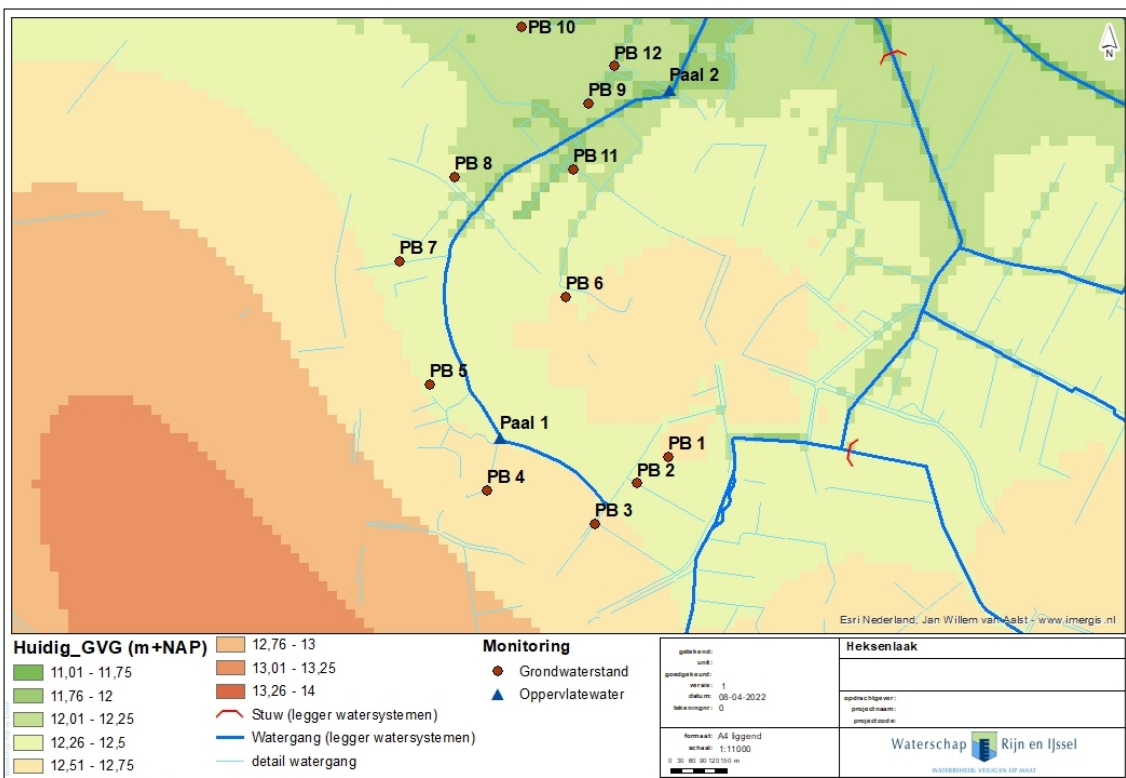 PB 10
PB 12
Paal 2
PB 9
PB 11
PB 8
PB 7
PB 6
PB 5
Paal 1
PB 1
PB 2
PB 4
PB 3
N
Esri Nederland, Jan Willem van Aalst - www.imergis.nl
Huidig_GVG (m+NAP)
11,01 - 11,75
11,76 - 12
12,01 - 12,25
12,26 - 12,5
12,51 - 12,75
12,76 - 13
13,01 - 13,25
13,26 - 14
Stuw (legger watersystemen)
Watergang (legger watersystemen)
detail watergang
Monitoring
Grondwaterstand
Oppervlatewater
getekend:
unit:
goedgekeurd:
versie: 1
datum: 08-04-2022
tekeningnr: 0
formaat: A4 liggend
schaal: 1:11000
0 30 60 90 120 150 m
Heksenlaak
opdrachtgever:
projectnaam:
projectcode:
Waterschap Rijn en IJssel
WATERBEHEER: VEILIG EN OP MAAT